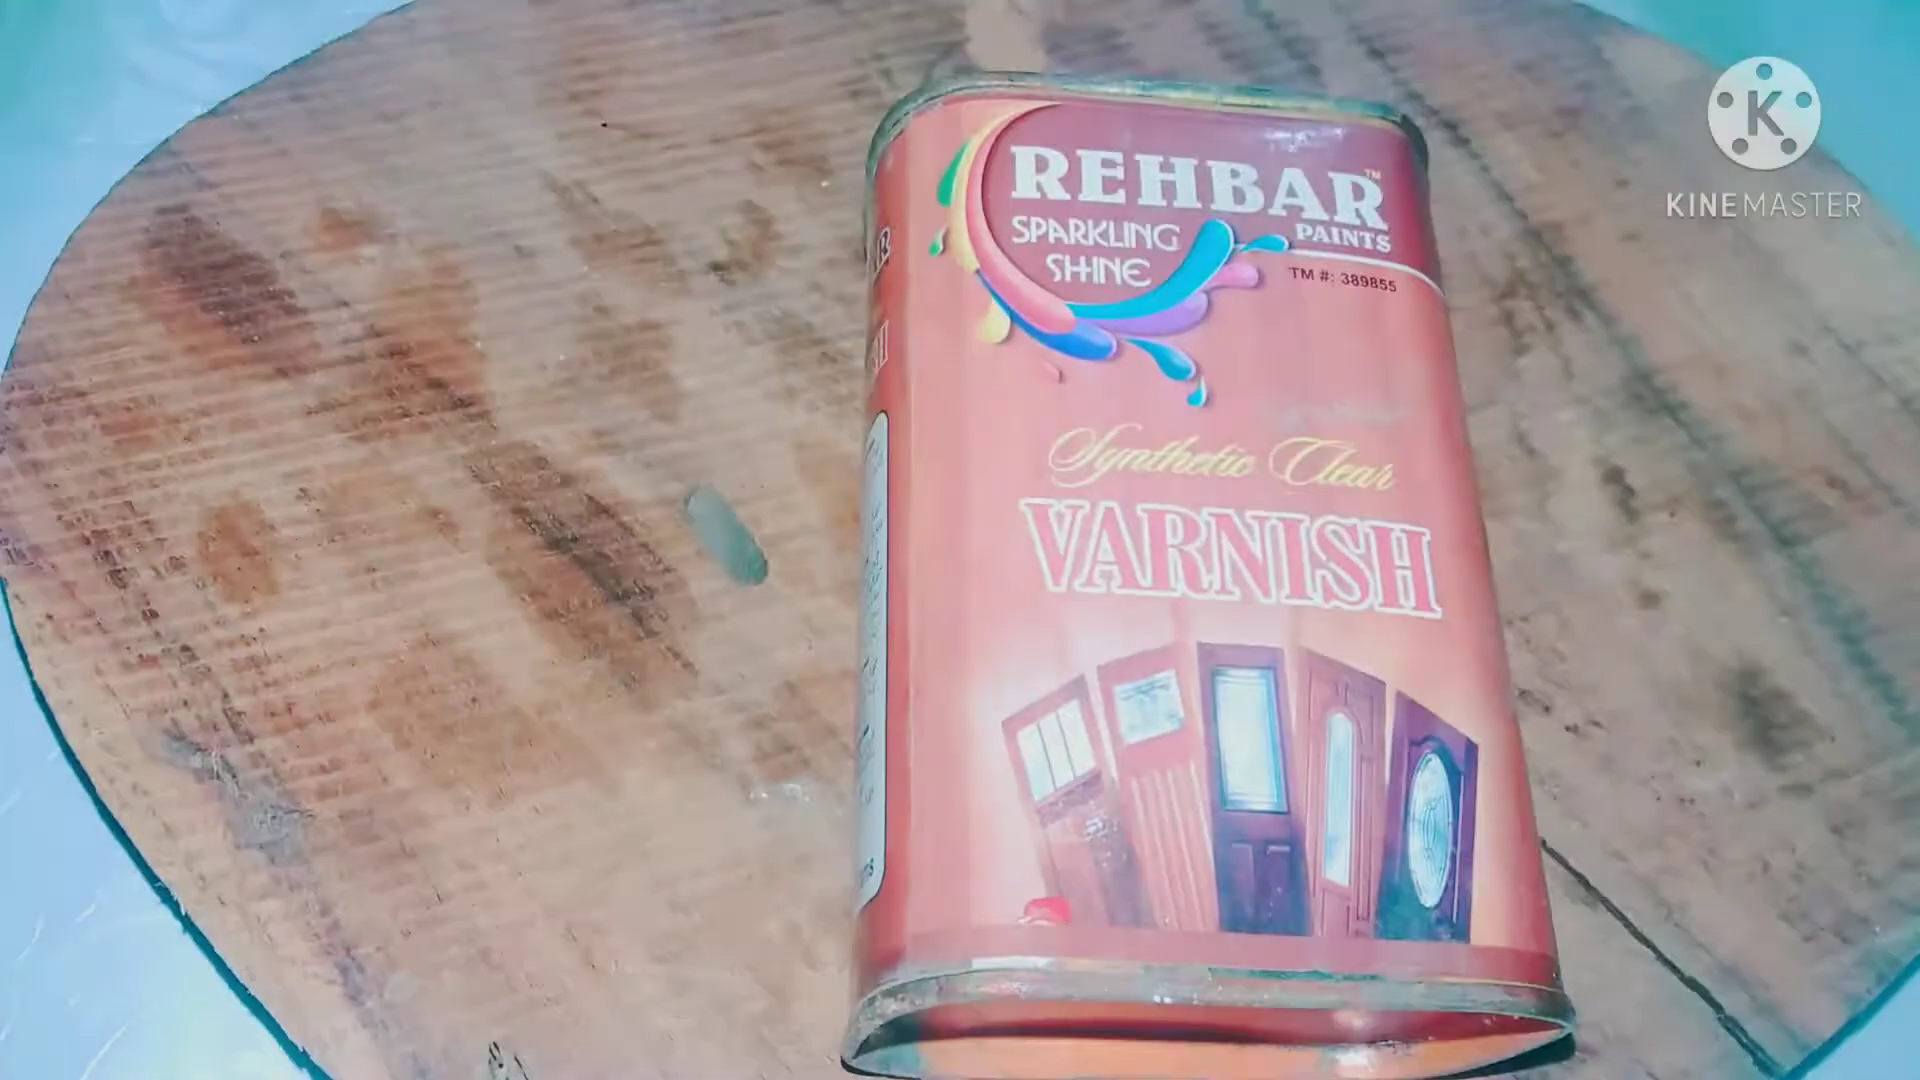 REHBAR™
PAINTS
SPARKLING
SHINE
TM #: 389855
Synthetic Clear
VARNISH
K
KINEMASTER